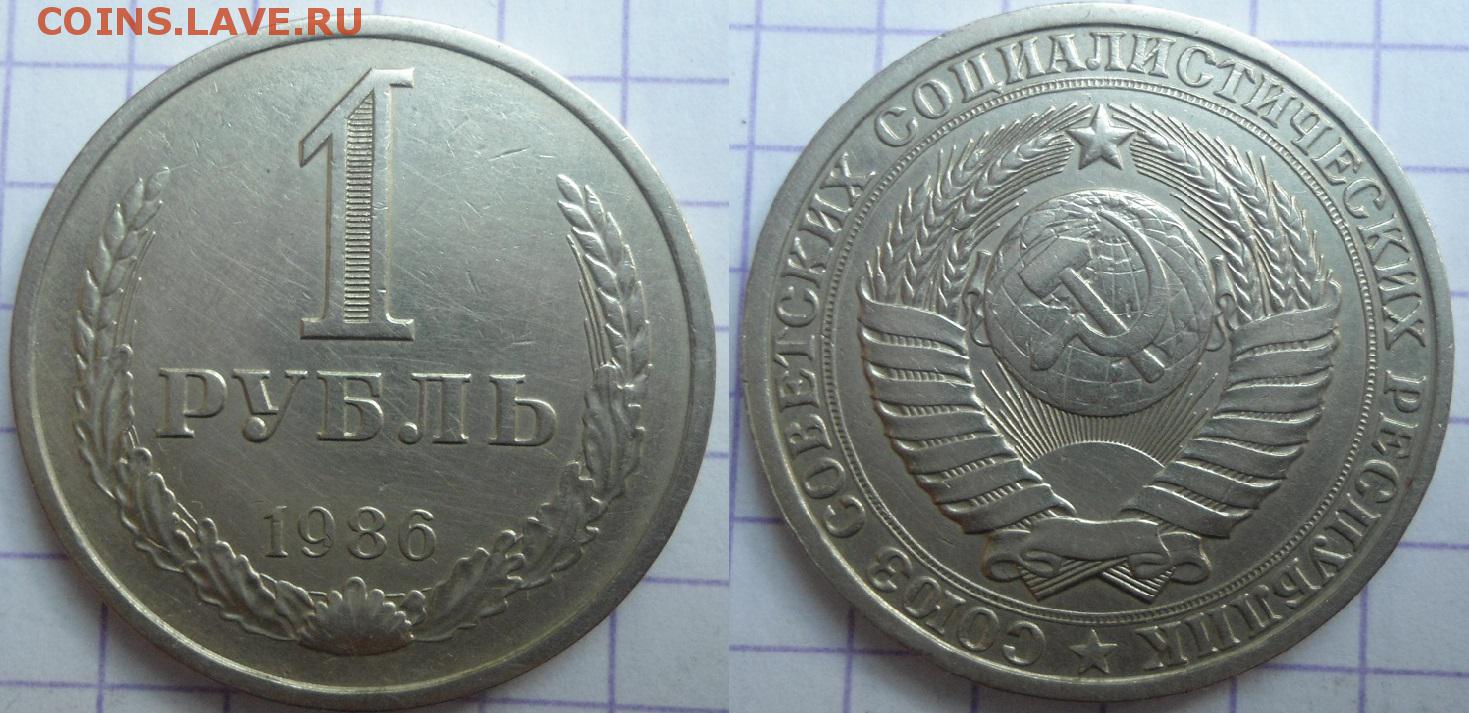 COINS.LAVE.RU
1
РУБЛЬ
1986
СОЮЗ СОВЕТСКИХ СОЦИАЛИСТИЧЕСКИХ РЕСПУБЛИК